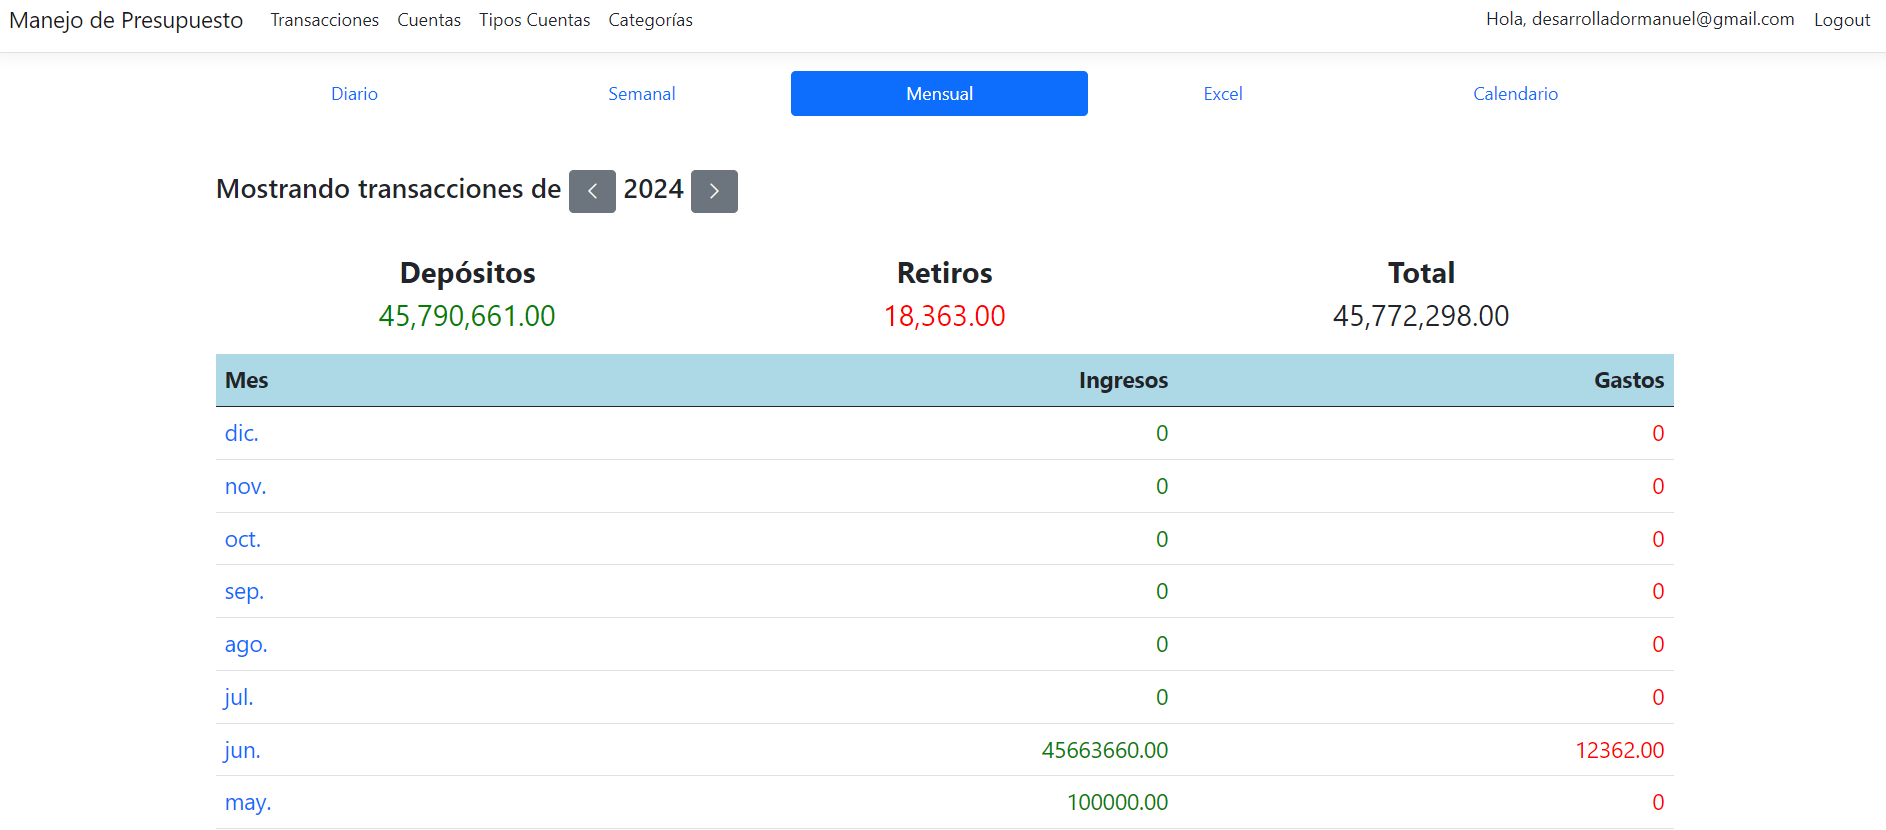 Manejo de Presupuesto Transacciones Cuentas Tipos Cuentas Categorías Hola, desarrolladormanuel@gmail.com Logout
Diario Semanal Mensual Excel Calendario
Mostrando transacciones de < 2024 >
Depósitos Retiros Total
45,790,661.00 18,363.00 45,772,298.00
Mes Ingresos Gastos
dic. 0 0
nov. 0 0
oct. 0 0
sep. 0 0
ago. 0 0
jul. 0 0
jun. 45663660.00 12362.00
may. 100000.00 0